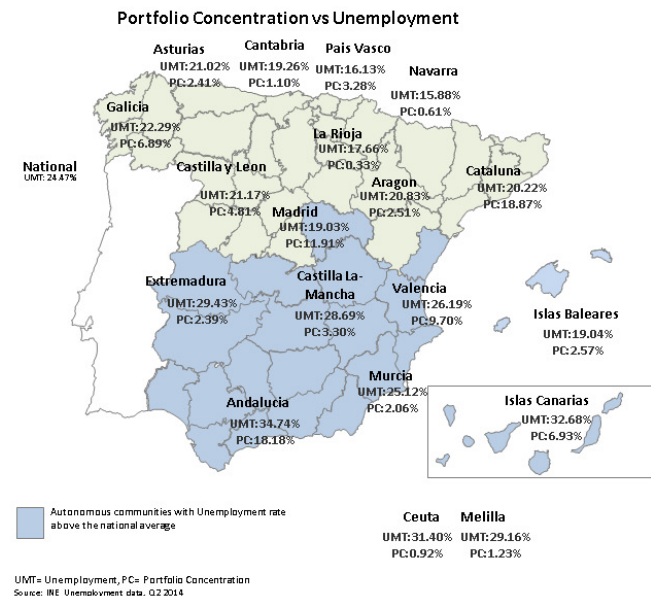 Portfolio Concentration vs Unemployment
Asturias
UMT:21.02%
PC:2.41%
Cantabria
UMT:19.26%
PC:1.10%
Pais Vasco
UMT:16.13%
PC:3.28%
Navarra
UMT:15.88%
PC:0.61%
Galicia
UMT:22.29%
PC:6.89%
La Rioja
UMT:17.66%
PC:0.33%
National
UMT: 24.47%
Castilla y Leon
UMT:21.17%
PC:4.81%
Aragon
UMT:20.83%
PC:2.51%
Cataluna
UMT:20.22%
PC:18.87%
Madrid
UMT:19.03%
PC:11.91%
Extremadura
UMT:29.43%
PC:2.39%
Castilla La-
Mancha
UMT:28.69%
PC:3.30%
Valencia
UMT:26.19%
PC:9.70%
Islas Baleares
UMT:19.04%
PC:2.57%
Murcia
UMT:25.12%
PC:2.06%
Andalucia
UMT:34.74%
PC:18.18%
Islas Canarias
UMT:32.68%
PC:6.93%
Autonomous communities with Unemployment rate
above the national average
Ceuta
UMT:31.40%
PC:0.92%
Melilla
UMT:29.16%
PC:1.23%
UMT= Unemployment, PC= Portfolio Concentration
Source: INE Unemployment data. Q2 2014